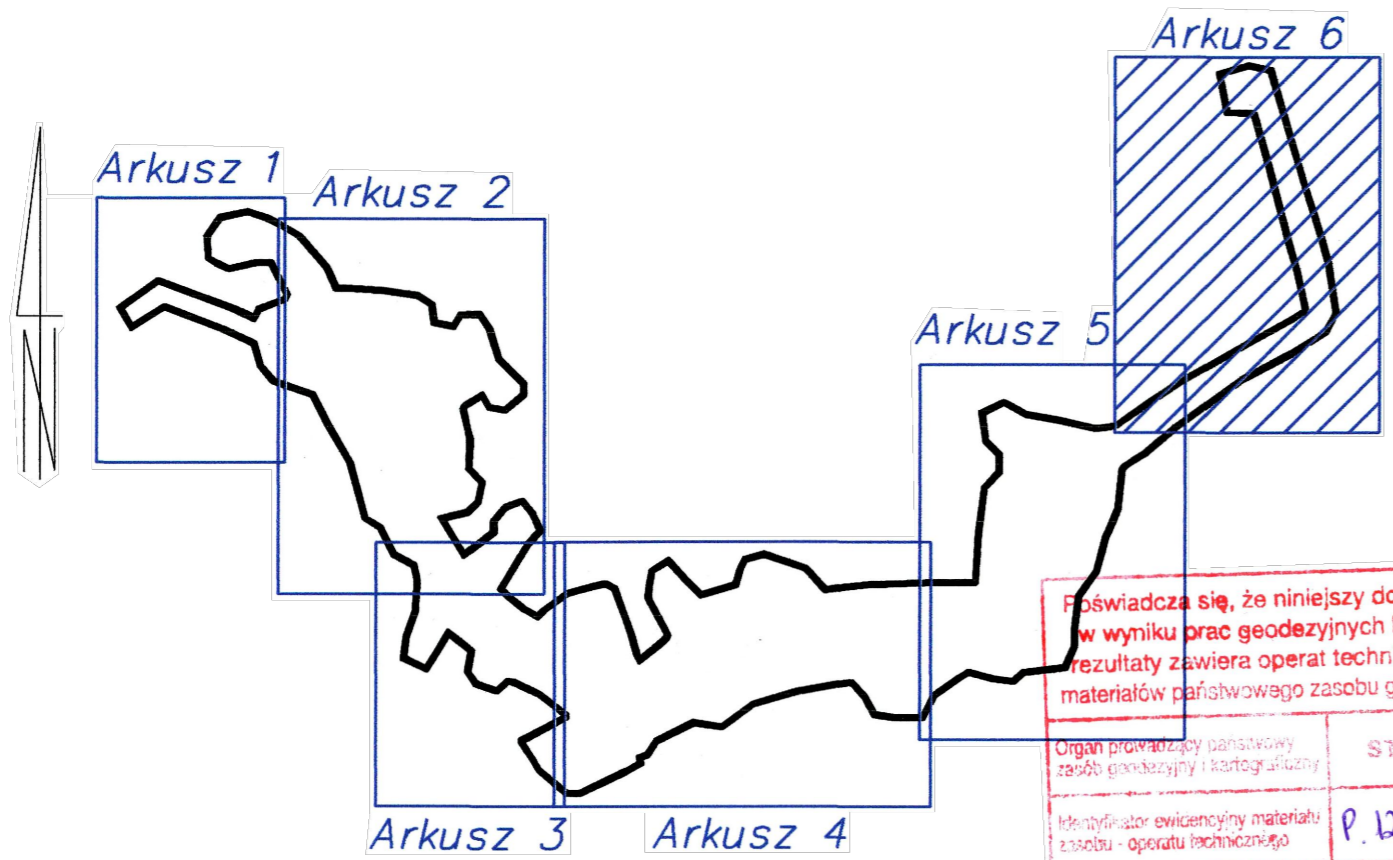 Arkusz 6
Arkusz 1
Arkusz 2
Arkusz 5
Arkusz 3
Arkusz 4
Poświadcza się, że niniejszy do
w wyniku prac geodezyjnych
rezultaty zawiera operat techn
materiałów państwowego zasobu g
Organ prowadzący państwowy
zasób geodezyjny i kartograficzny
ST
Identyfikator ewidencyjny materiału
zasobu - operatu technicznego
P. 12